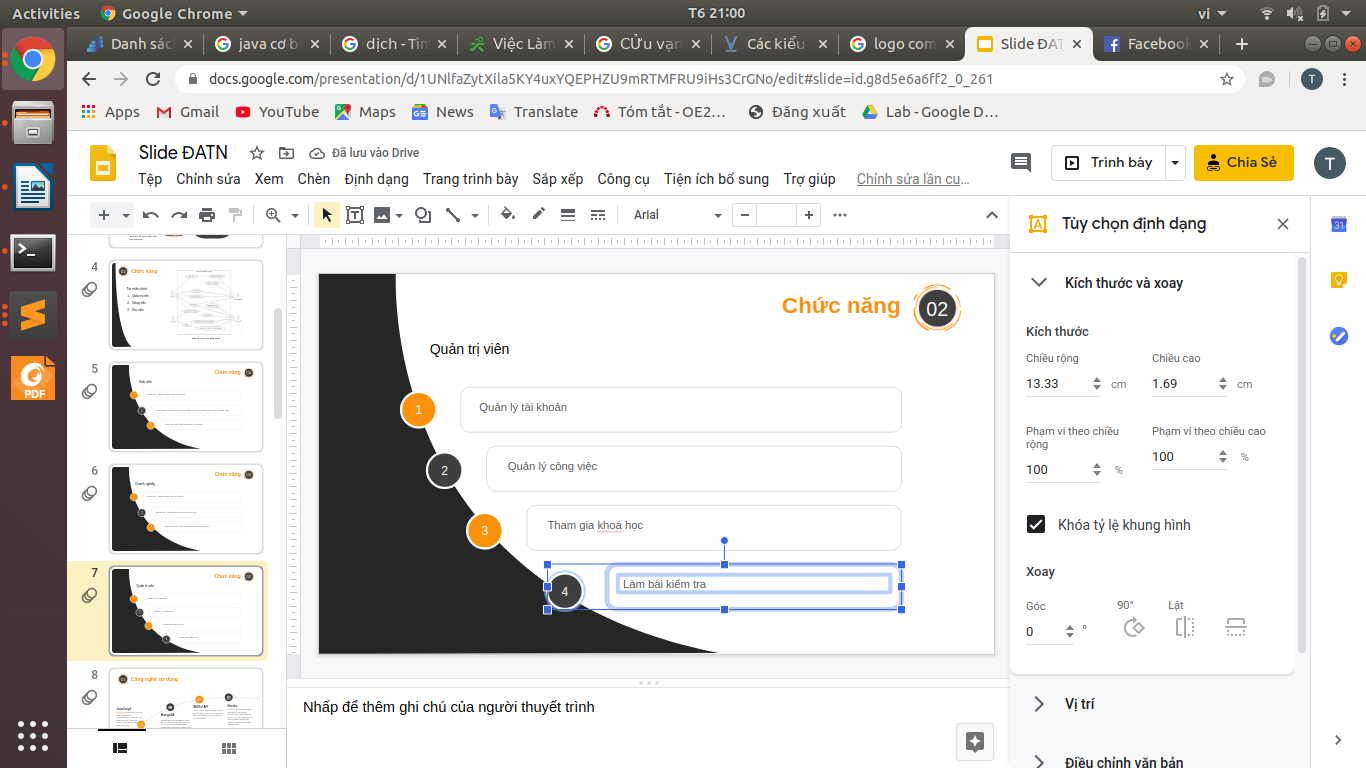 Activities
Google Chrome
T6 21:00
vi
Danh sácl
java cơ bả
dịch - Tìn
Việc Làm
CỬu vạn
Các kiểu
logo com
Slide ĐAT
Facebook
docs.google.com/presentation/d/1UNlfaZytXila5KY4uxYQEPHZU9mRTMFRU9iHs3CrGNo/edit#slide=id.g8d5e6a6ff2_0_261
T
Apps
Gmail
YouTube
Maps
News
Translate
Tóm tắt - OE2...
Đăng xuất
Lab - Google D...
Slide ĐATN
Đã lưu vào Drive
Trình bày
Chia Sẻ
T
Tệp Chỉnh sửa Xem Chèn Định dạng Trang trình bày Sắp xếp Công cụ Tiện ích bổ sung Trợ giúp Chỉnh sửa lần cu...
Arial
4
Chức năng
5
Chức năng
6
Chức năng
7
Chức năng
8
Công nghệ sử dụng
Chức năng
02
Quản trị viên
1
Quản lý tài khoản
2
Quản lý công việc
3
Tham gia khoá học
4
Làm bài kiểm tra
Nhấp để thêm ghi chú của người thuyết trình
Tùy chọn định dạng
Kích thước và xoay
Kích thước
Chiều rộng
Chiều cao
13.33 cm
1.69 cm
Phạm vi theo chiều rộng
Phạm vi theo chiều cao
100 %
100 %
Khóa tỷ lệ khung hình
Xoay
Góc
90°
Lật
0 °
Vị trí
Điều chỉnh văn bản
31
PDF